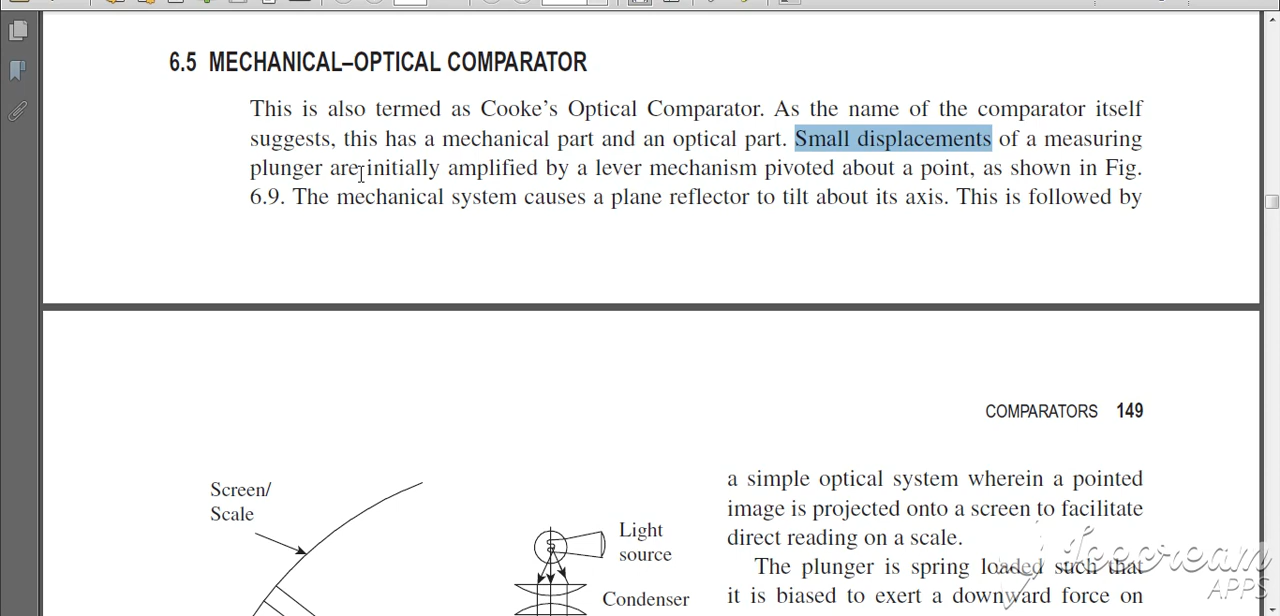 6.5 MECHANICAL–OPTICAL COMPARATOR
This is also termed as Cooke's Optical Comparator. As the name of the comparator itself
suggests, this has a mechanical part and an optical part. Small displacements of a measuring
plunger are initially amplified by a lever mechanism pivoted about a point, as shown in Fig.
6.9. The mechanical system causes a plane reflector to tilt about its axis. This is followed by
COMPARATORS 149
Screen/
Scale
Light
source
Condenser
S
a simple optical system wherein a pointed
image is projected onto a screen to facilitate
direct reading on a scale.
The plunger is spring loaded such that
it is biased to exert a downward force on
Icecream
APPS